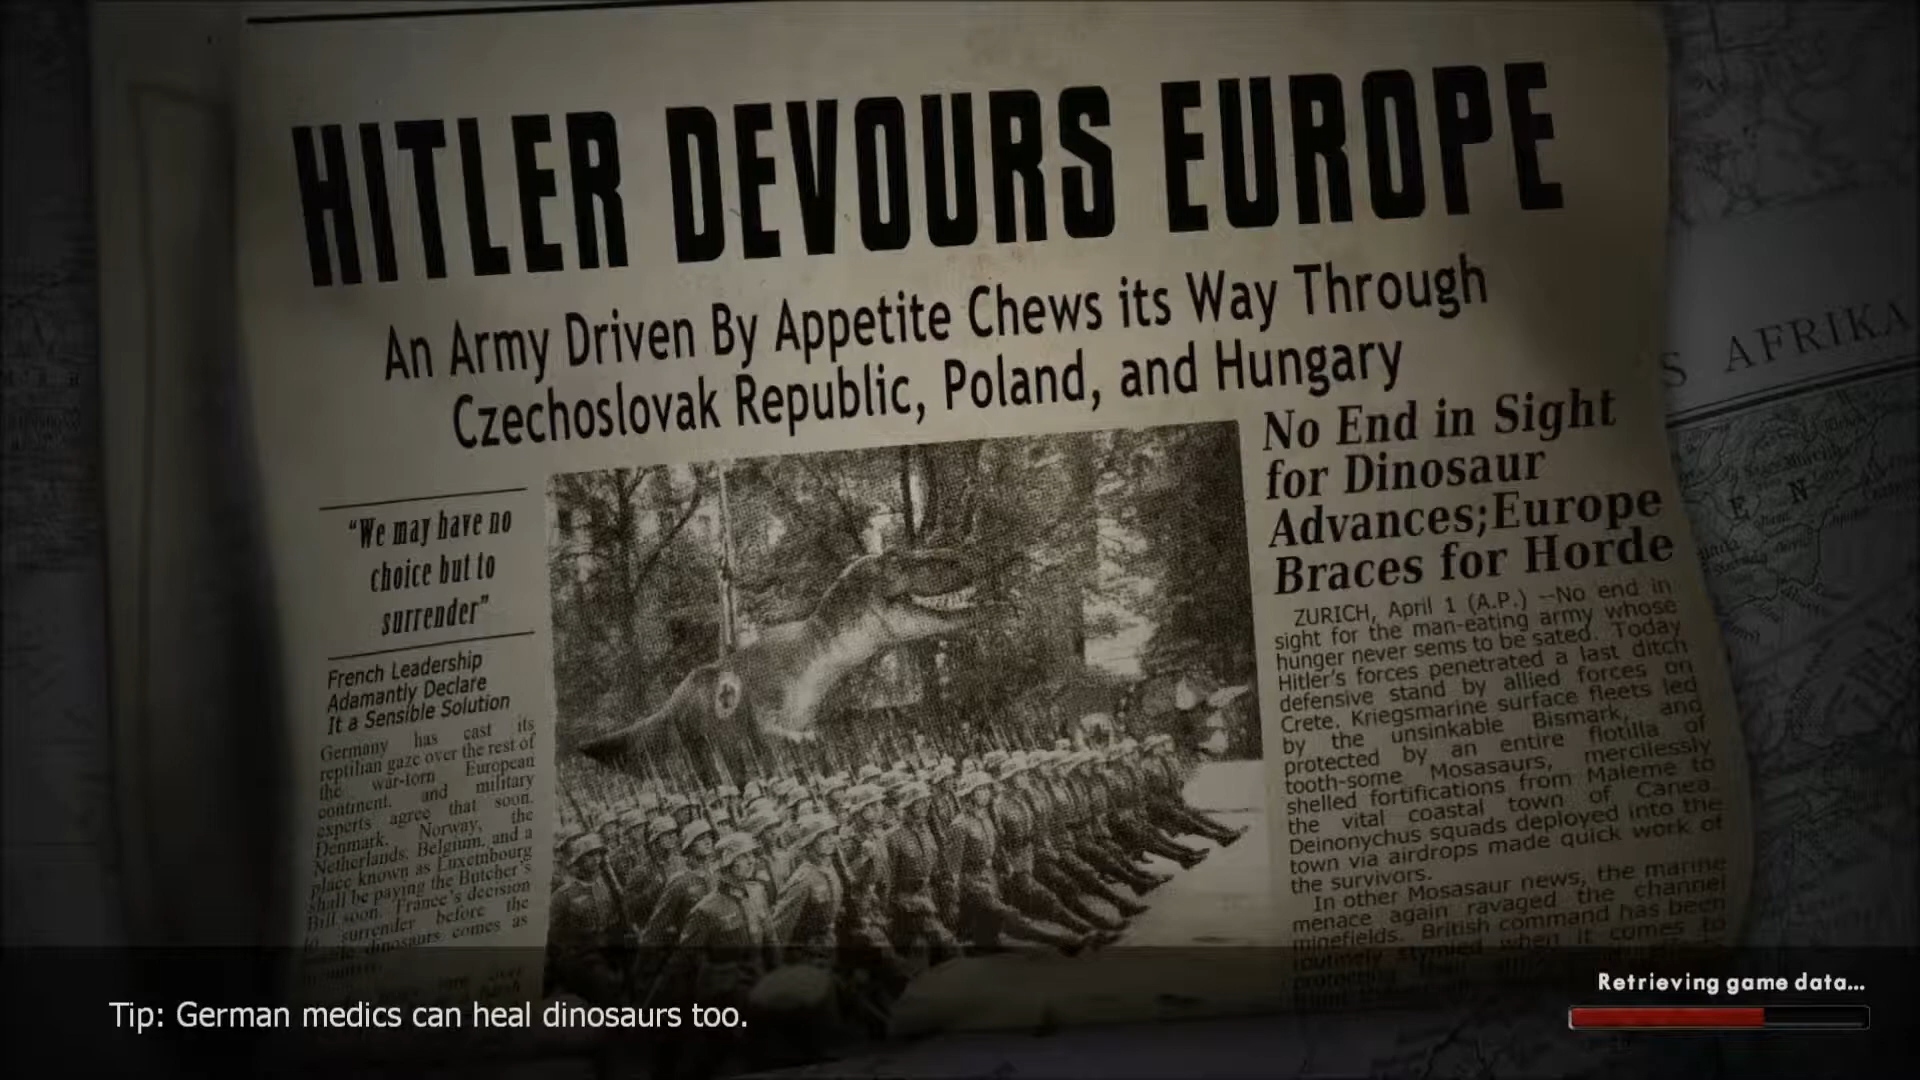 HITLER DEVOURS EUROPE
An Army Driven By Appetite Chews its Way Through
Czechoslovak Republic, Poland, and Hungary
"We may have no
choice but to
surrender"
French Leadership
Adamantly Declare
It a Sensible Solution
Germany has cast its
reptilian gaze over the rest of
the war-torn European
continent, and military
experts agree that soon,
Denmark, Norway, the
Netherlands, Belgium, and a
place known as Luxembourg
shall be paying the Butcher's
Bill soon. France's decision
to surrender before the
dinosaurs comes as
No End in Sight
for Dinosaur
Advances;Europe
Braces for Horde
ZURICH, April 1 (A.P.) --No end in
sight for the man-eating army whose
hunger never sems to be sated. Today
Hitler's forces penetrated a last ditch
defensive stand by allied forces on
Crete. Kriegsmarine surface fleets led
by the unsinkable Bismark, and
protected by an entire flotilla of
tooth-some Mosasaurs, mercilessly
shelled fortifications from Maleme to
the vital coastal town of Canea.
Deinonychus squads deployed into the
town via airdrops made quick work of
the survivors.
In other Mosasaur news, the marine
menace again ravaged the channel
minefields. British command has been
routinely stymied when it comes to
protecting
S AFRIKA
E N
Tip: German medics can heal dinosaurs too.
Retrieving game data...